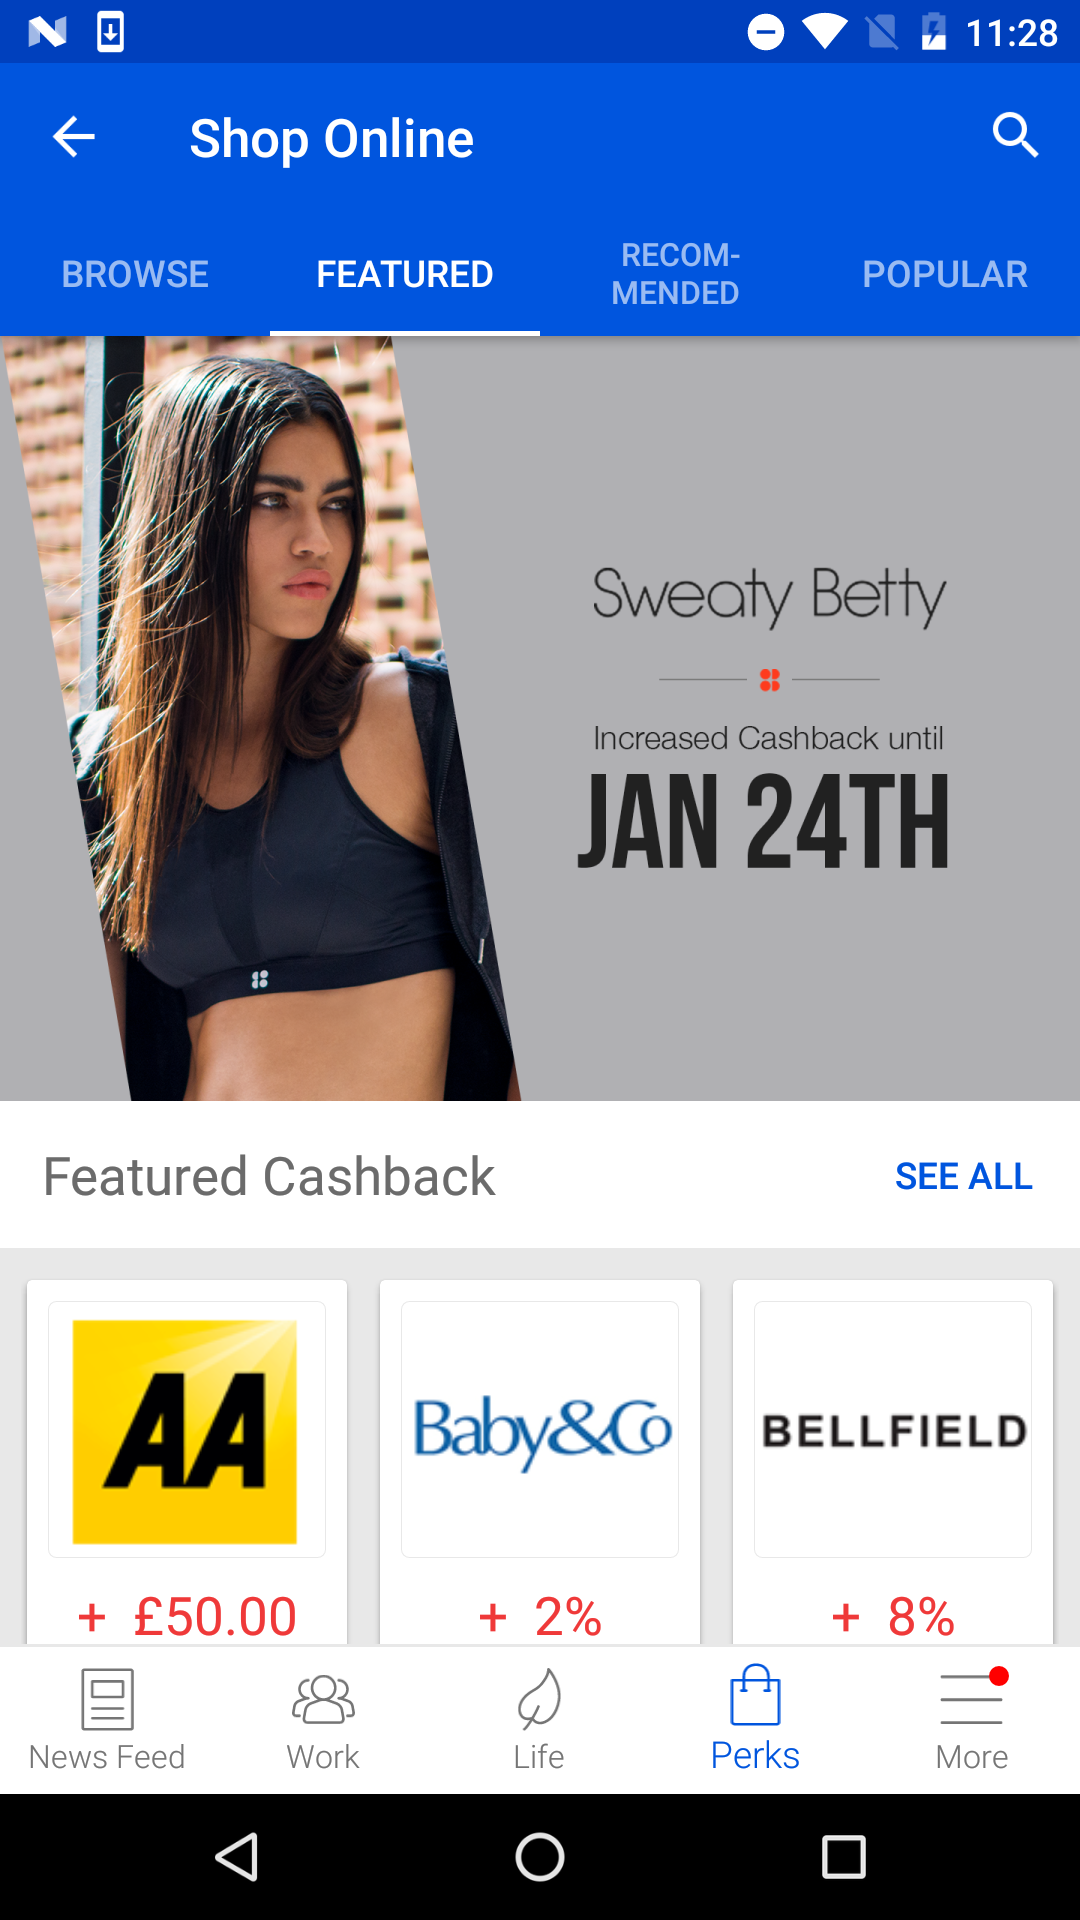 11:28
Shop Online
BROWSE
FEATURED
RECOM-
MENDED
POPULAR
Sweaty Betty
Increased Cashback until
JAN 24TH
Featured Cashback
SEE ALL
AA
Baby&Co
BELLFIELD
+ £50.00
+ 2%
+ 8%
News Feed
Work
Life
Perks
More